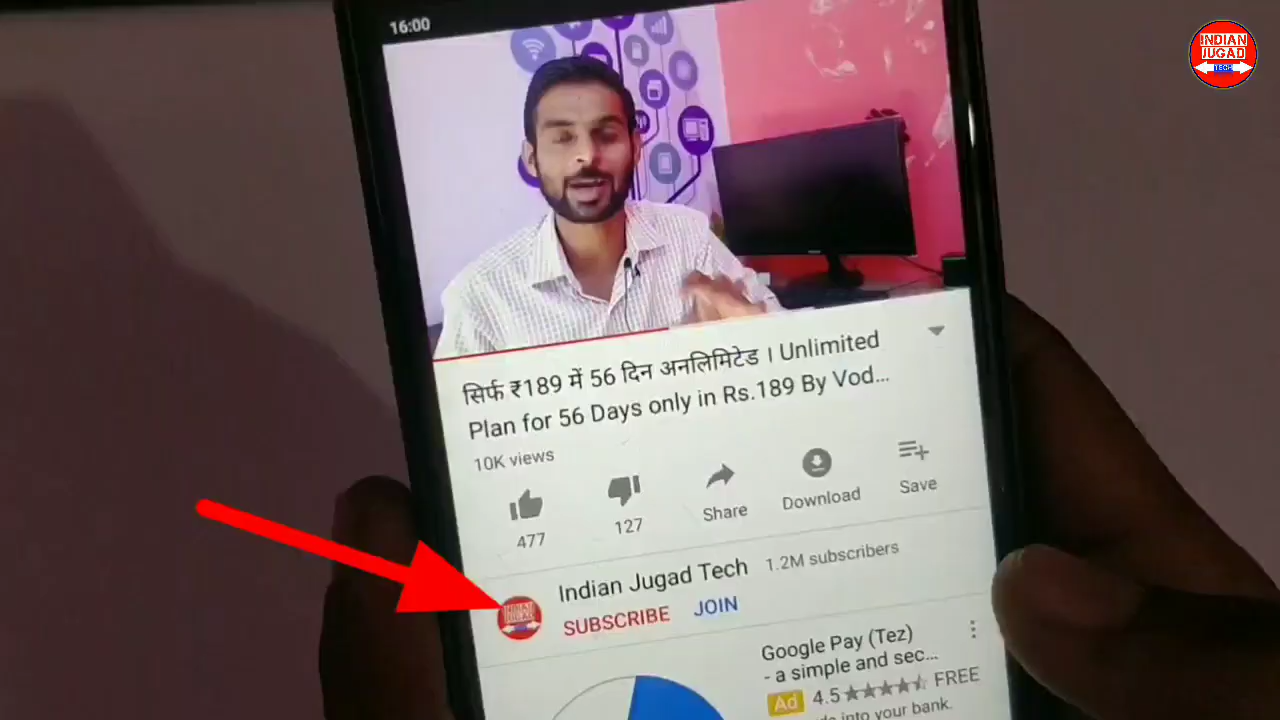 16:00
INDIAN
JUGAD
TECH
सिर्फ ₹189 में 56 दिन अनलिमिटेड । Unlimited
Plan for 56 Days only in Rs.189 By Vod...
10K views
477
127
Share
Download
Save
Indian Jugad Tech 1.2M subscribers
SUBSCRIBE JOIN
Google Pay (Tez)
- a simple and sec...
Ad 4.5 FREE
into your bank.